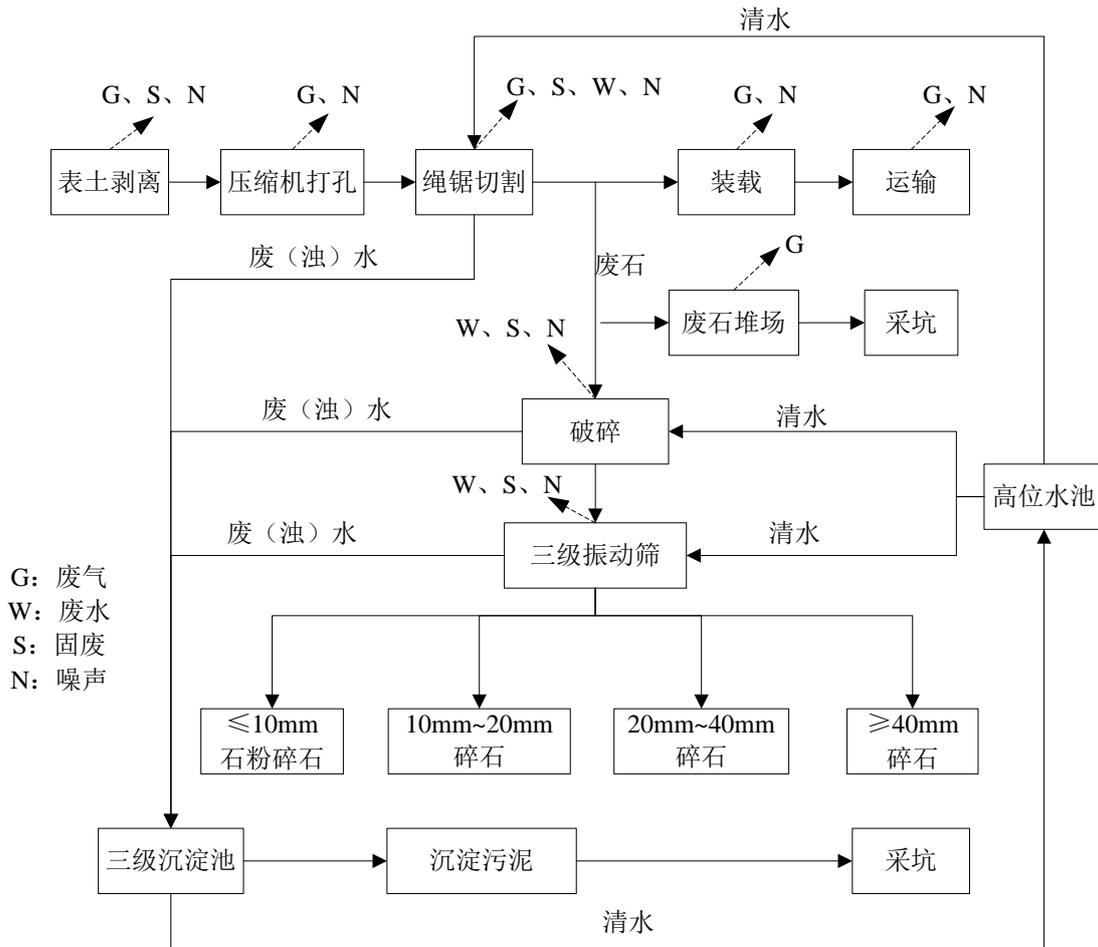 清水
G、S、N
G、N
G、S、W、N
G、N
G、N
表土剥离
压缩机打孔
绳锯切割
装载
运输
废（浊）水
废石
G
废石堆场
采坑
W、S、N
废（浊）水
破碎
清水
高位水池
W、S、N
废（浊）水
三级振动筛
清水
G：废气
W：废水
S：固废
N：噪声
≤10mm
石粉碎石
10mm~20mm
碎石
20mm~40mm
碎石
≥40mm
碎石
三级沉淀池
沉淀污泥
采坑
清水